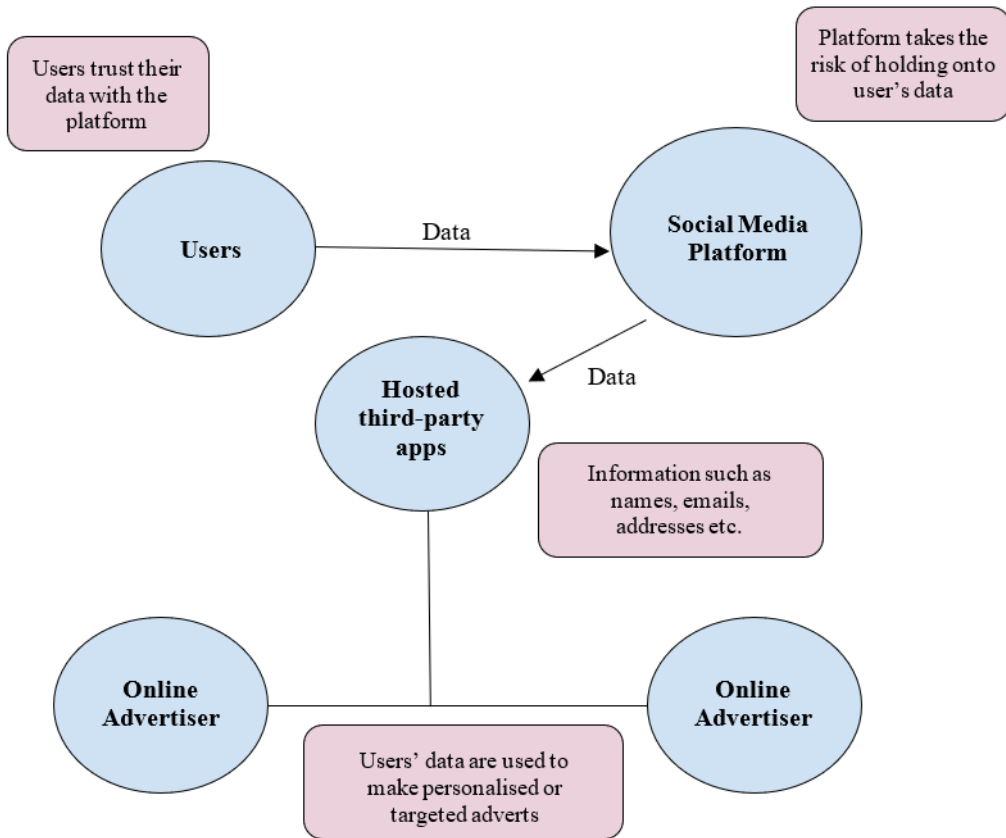 Users trust their
data with the
platform
Platform takes the
risk of holding onto
user’s data
Users
Data
Social Media
Platform
Hosted
third-party
apps
Data
Information such as
names, emails,
addresses etc.
Online
Advertiser
Online
Advertiser
Users’ data are used to
make personalised or
targeted adverts